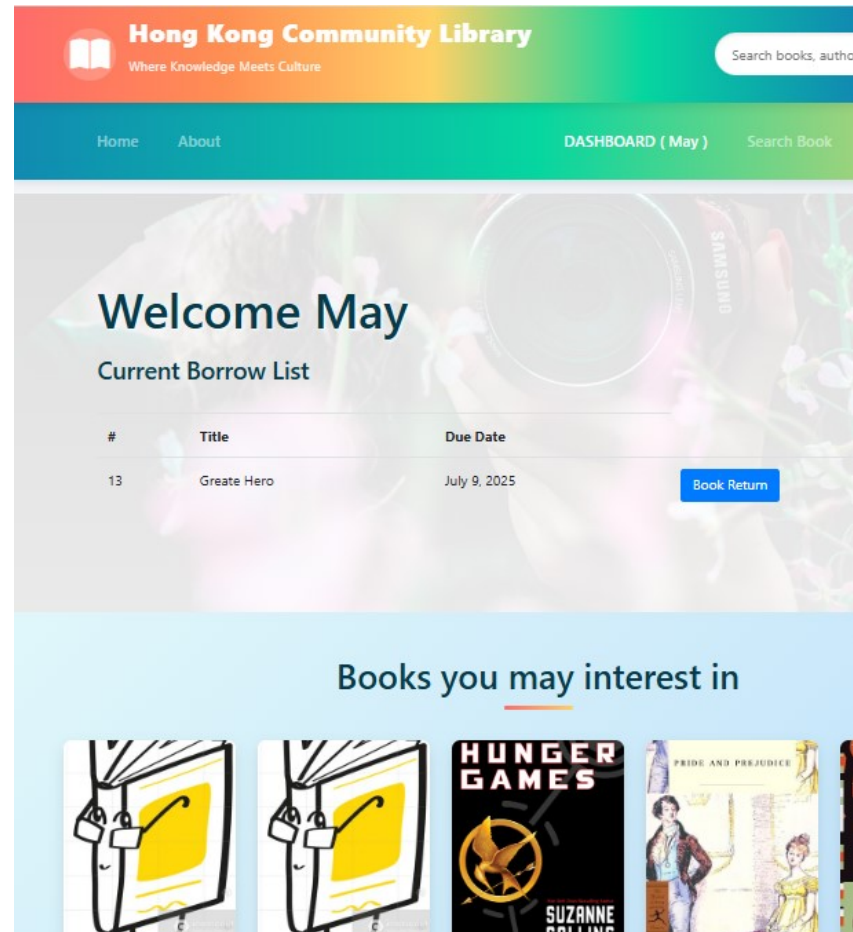 Hong Kong Community Library
Where Knowledge Meets Culture
Search books, autho
Home About DASHBOARD ( May ) Search Book
SAMSUNG
Welcome May
Current Borrow List
# Title Due Date
13 Greate Hero July 9, 2025 Book Return
Books you may interest in
HUNGER
GAMES
PRIDE AND PREJUDICE
SUZANNE
COLLINS